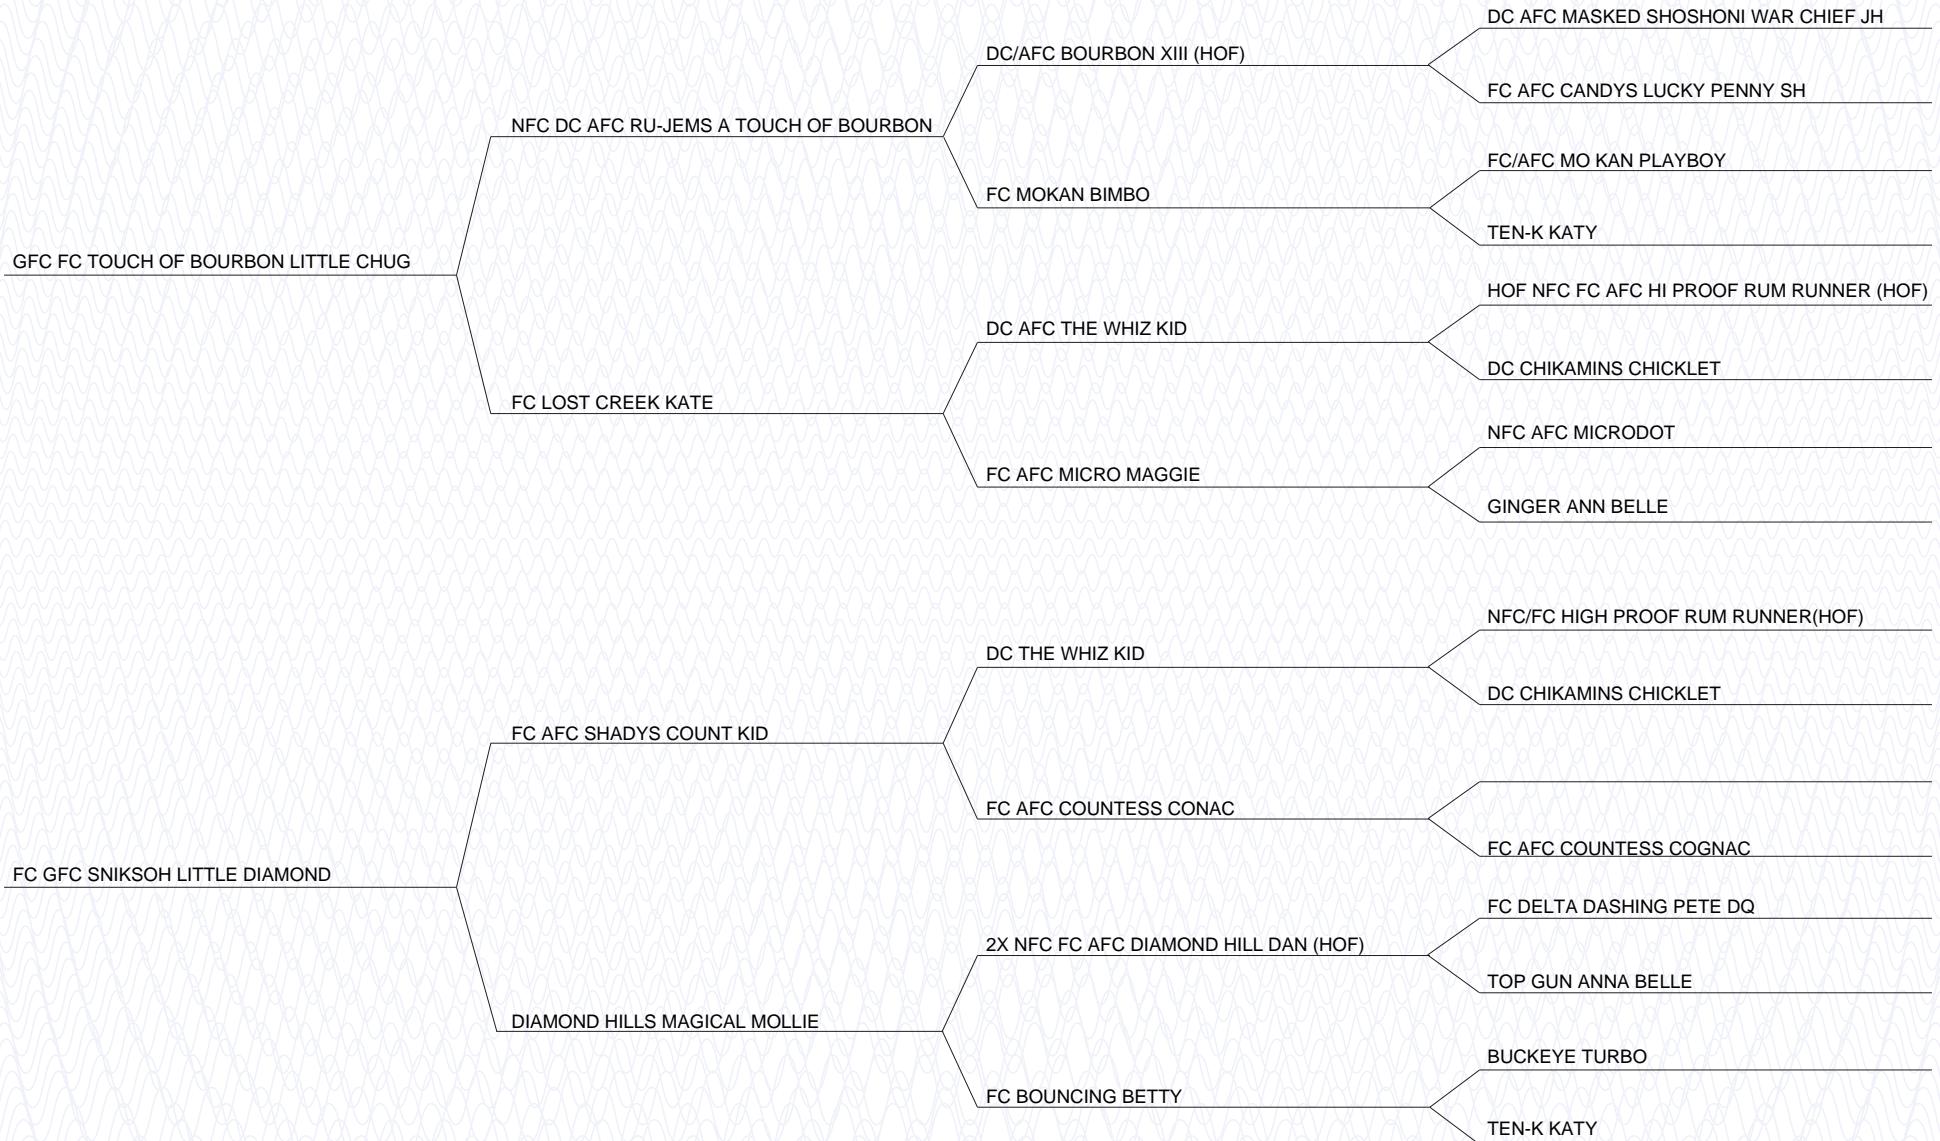 DC AFC MASKED SHOSHONI WAR CHIEF JH
DC/AFC BOURBON XIII (HOF)
FC AFC CANDYS LUCKY PENNY SH
NFC DC AFC RU-JEMS A TOUCH OF BOURBON
FC/AFC MO KAN PLAYBOY
FC MOKAN BIMBO
TEN-K KATY
GFC FC TOUCH OF BOURBON LITTLE CHUG
HOF NFC FC AFC HI PROOF RUM RUNNER (HOF)
DC AFC THE WHIZ KID
DC CHIKAMINS CHICKLET
FC LOST CREEK KATE
NFC AFC MICRODOT
FC AFC MICRO MAGGIE
GINGER ANN BELLE
NFC/FC HIGH PROOF RUM RUNNER(HOF)
DC THE WHIZ KID
DC CHIKAMINS CHICKLET
FC AFC SHADYS COUNT KID
FC AFC COUNTESS CONAC
FC AFC COUNTESS COGNAC
FC GFC SNIKSOH LITTLE DIAMOND
FC DELTA DASHING PETE DQ
2X NFC FC AFC DIAMOND HILL DAN (HOF)
TOP GUN ANNA BELLE
DIAMOND HILLS MAGICAL MOLLIE
BUCKEYE TURBO
FC BOUNCING BETTY
TEN-K KATY